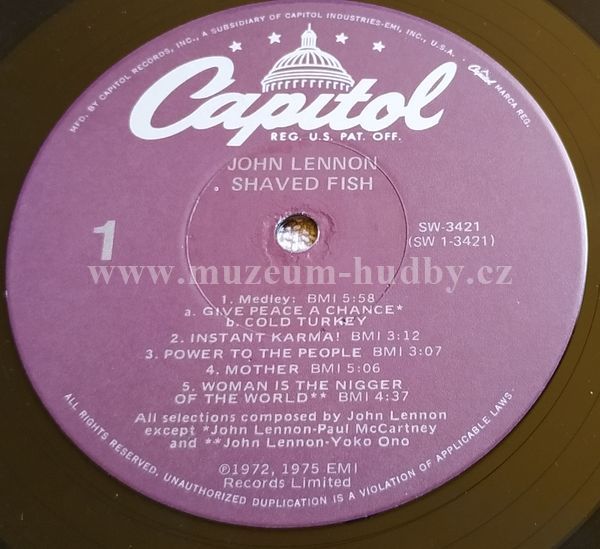 MFD. BY CAPITOL RECORDS, INC., A SUBSIDIARY OF CAPITOL INDUSTRIES-EMI, INC., U.S.A.
Capitol MARCA REG.
Capitol
REG. U.S. PAT. OFF.
JOHN LENNON
SHAVED FISH
1
SW-3421
(SW 1-3421)
www.muzeum-hudby.cz
1. Medley: BMI 5:58
a. GIVE PEACE A CHANCE*
b. COLD TURKEY
2. INSTANT KARMA! BMI 3:12
3. POWER TO THE PEOPLE BMI 3:07
4. MOTHER BMI 5:06
5. WOMAN IS THE NIGGER
OF THE WORLD** BMI 4:37
All selections composed by John Lennon
except *John Lennon-Paul McCartney
and **John Lennon-Yoko Ono
℗1972, 1975 EMI
Records Limited
ALL RIGHTS RESERVED. UNAUTHORIZED DUPLICATION IS A VIOLATION OF APPLICABLE LAWS.